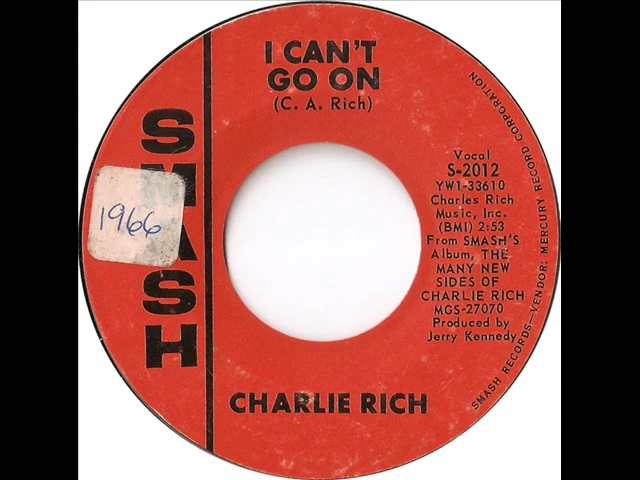 I CAN'T
GO ON
(C. A. Rich)
SMASH
1966
Vocal
S-2012
YW1-33610
Charles Rich
Music, Inc.
(BMI) 2:53
From SMASH'S
Album, THE
MANY NEW
SIDES OF
CHARLIE RICH
MGS-27070
Produced by
Jerry Kennedy
CHARLIE RICH
SMASH RECORDS—VENDOR: MERCURY RECORD CORPORATION